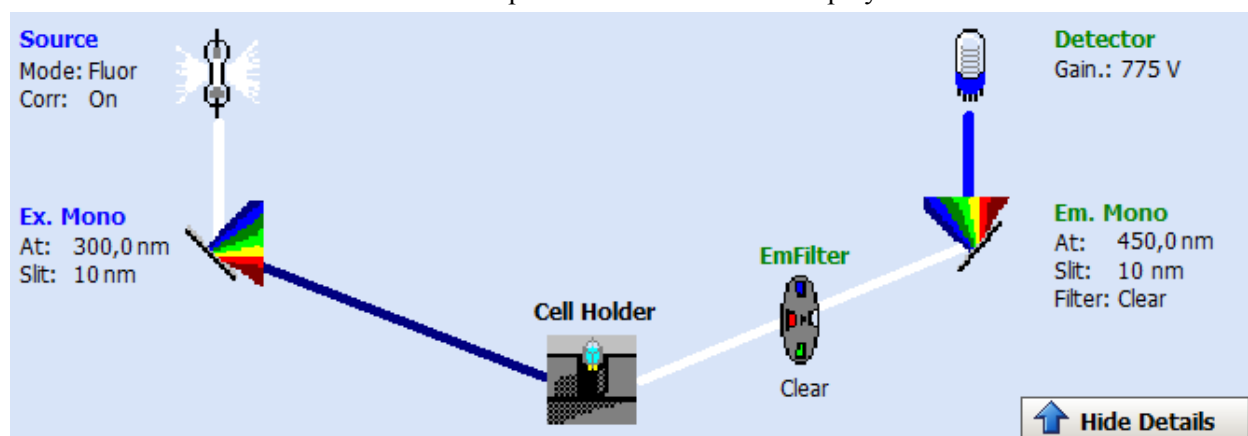 Source
Mode: Fluor
Corr: On
Detector
Gain.: 775 V
Ex. Mono
At: 300,0 nm
Slit: 10 nm
Em. Mono
At: 450,0 nm
Slit: 10 nm
Filter: Clear
EmFilter
Clear
Cell Holder
Hide Details